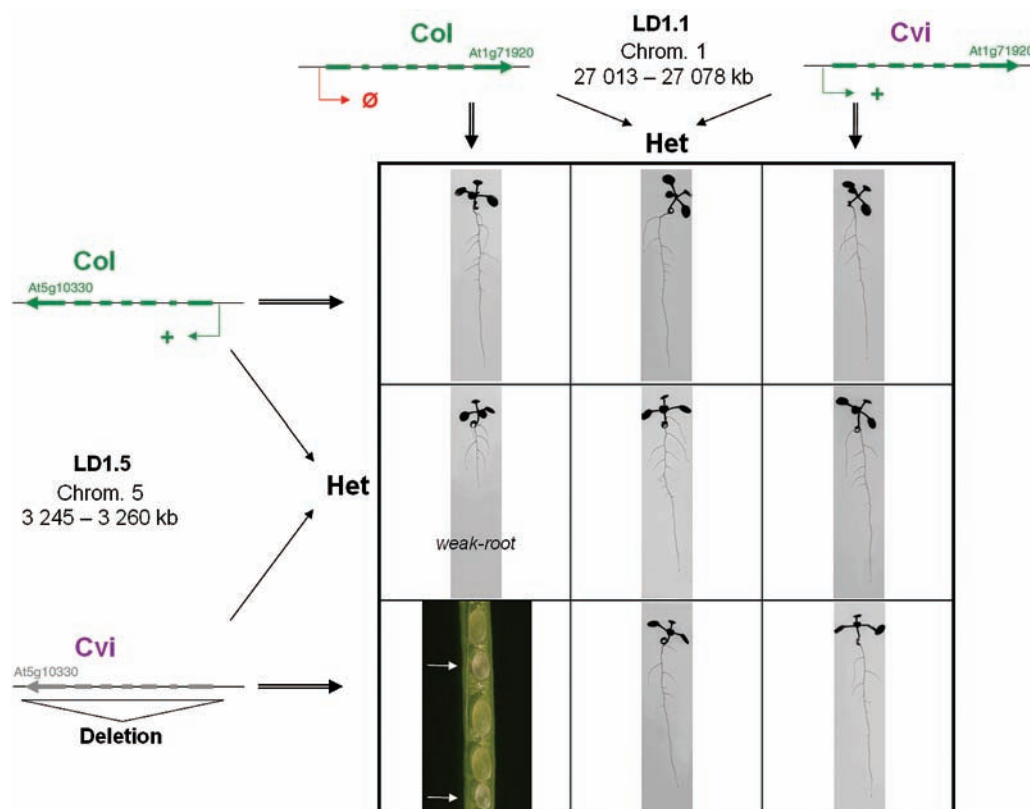 Col
At1g71920
Ø
LD1.1
Chrom. 1
27 013 – 27 078 kb
Cvi
At1g71920
+
Het
Col
At5g10330
+
LD1.5
Chrom. 5
3 245 – 3 260 kb
Het
weak-root
Cvi
At5g10330
Deletion